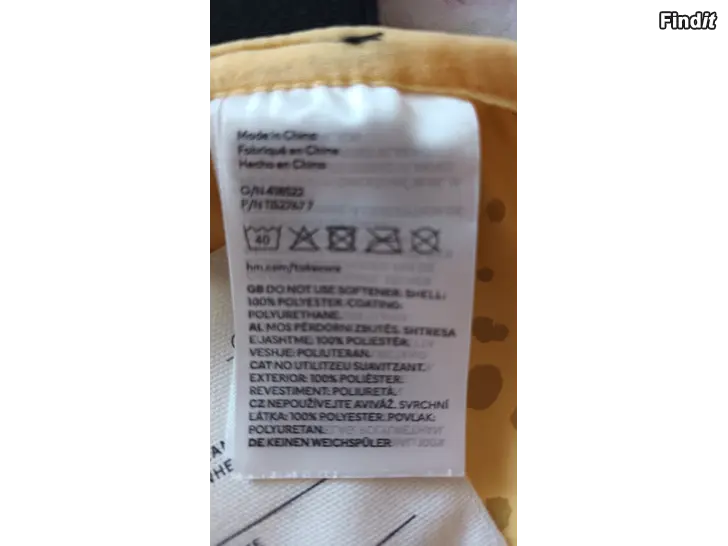 Findit
Made in China
Fabriqué en Chine
Hecho en China
40
hm.com/takecare
GB DO NOT USE SOFTENER. SHELL:
100% POLYESTER. COATING:
POLYURETHANE.
AL MOS PËRDORNI ZBUTËS. SHTRESA
E JASHTME: 100% POLIESTËR.
VESHJE: POLIURETAN.
CAT NO UTILITZEU SUAVITZANT.
EXTERIOR: 100% POLIÈSTER.
REVESTIMENT: POLIURETÀ.
CZ NEPOUŽÍVEJTE AVIVÁŽ. SVRCHNÍ
LÁTKA: 100% POLYESTER. POVLAK:
POLYURETAN.
DE KEINEN WEICHSPÜLER